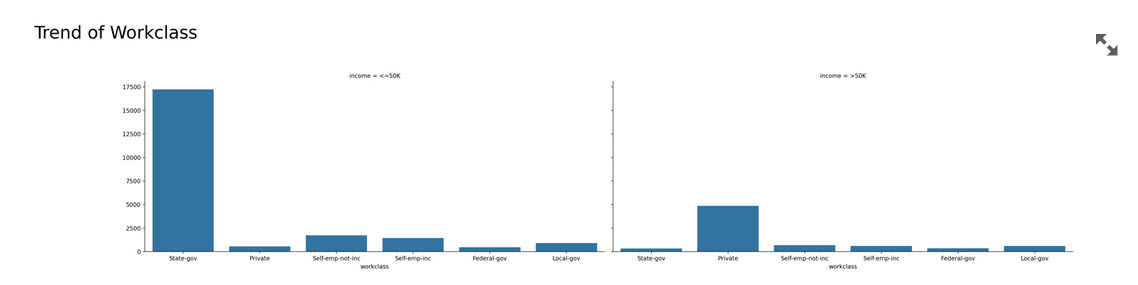 Trend of Workclass
income = <=50K
income = >50K
17500
15000
12500
10000
7500
5000
2500
0
State-gov Private Self-emp-not-inc Self-emp-inc Federal-gov Local-gov
State-gov Private Self-emp-not-inc Self-emp-inc Federal-gov Local-gov
workclass
workclass